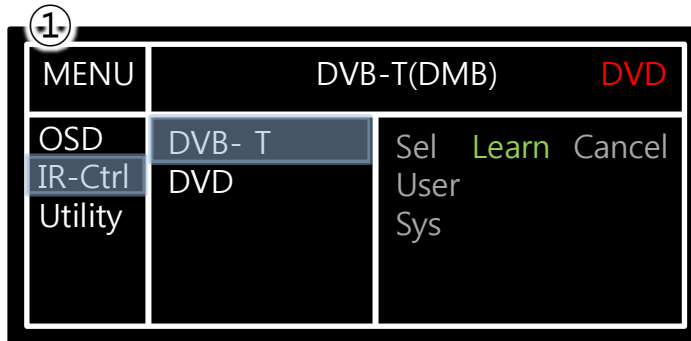 ①
MENU DVB-T(DMB) DVD
OSD DVB- T Sel Learn Cancel
IR-Ctrl DVD User
Utility Sys